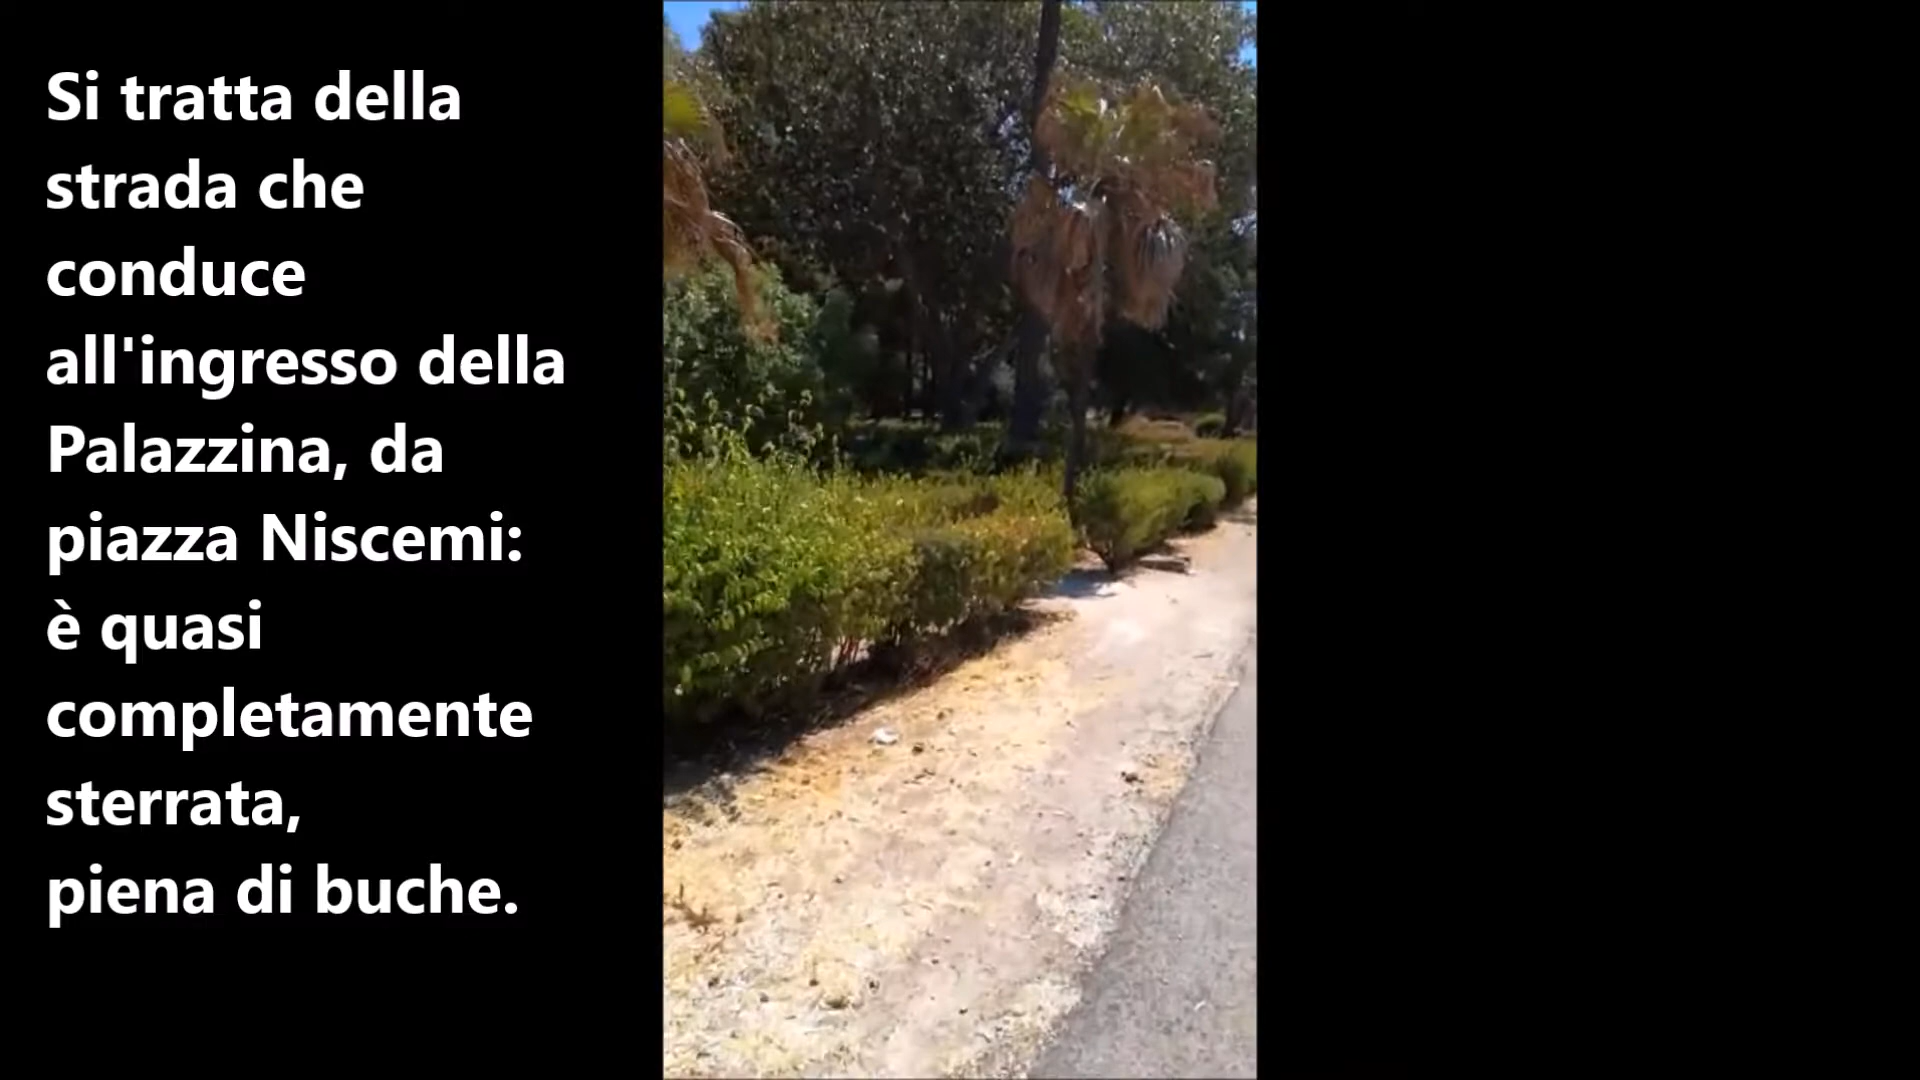 Si tratta della
strada che
conduce
all'ingresso della
Palazzina, da
piazza Niscemi:
è quasi
completamente
sterrata,
piena di buche.